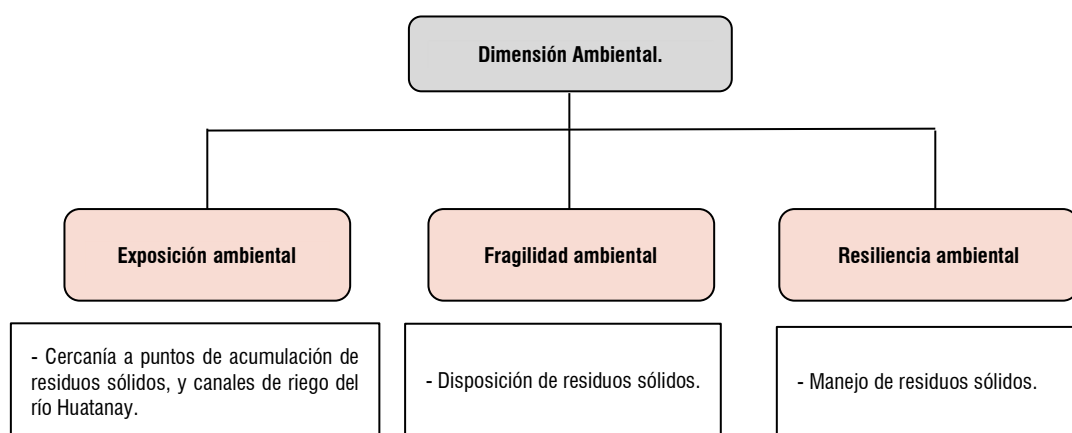 Dimensión Ambiental.
Exposición ambiental
Fragilidad ambiental
Resiliencia ambiental
- Cercanía a puntos de acumulación de
residuos sólidos, y canales de riego del
río Huatanay.
- Disposición de residuos sólidos.
- Manejo de residuos sólidos.